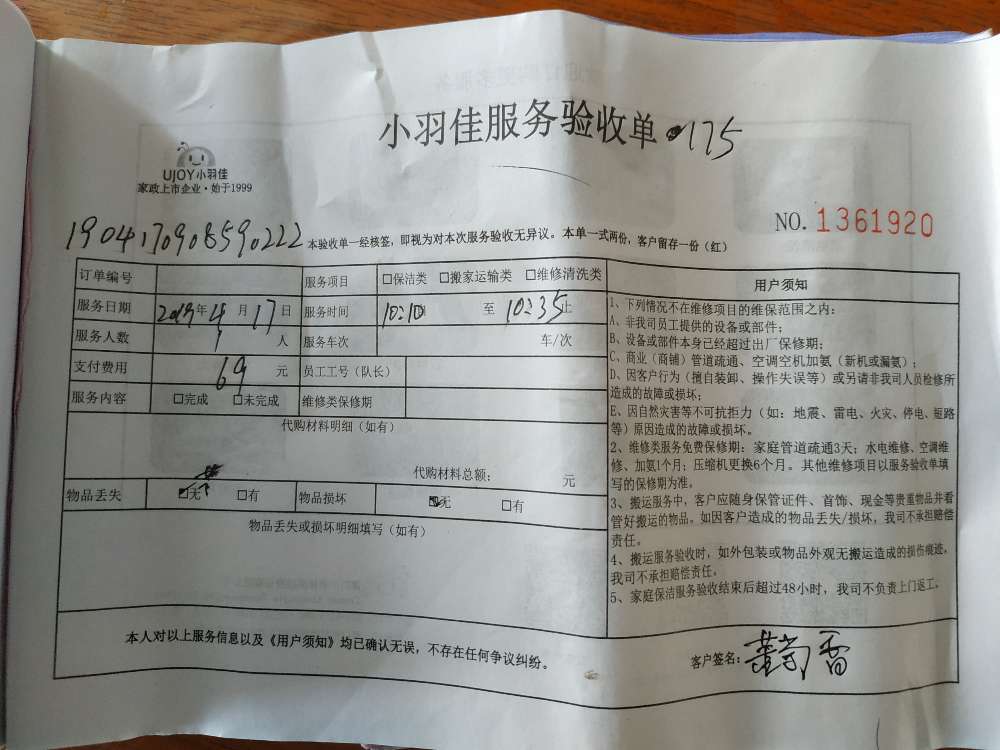 小羽佳服务验收单 175
UJOY小羽佳
家政上市企业·始于1999
NO. 1361920
1904170908590222 本验收单一经核签，即视为对本次服务验收无异议。本单一式两份，客户留存一份（红）
订单编号 服务项目 □保洁类 □搬家运输类 □维修清洗类
服务日期 2019年 4 月 17 日 服务时间 10:10 至 10:35 止
服务人数 1 人 服务车次 车/次
支付费用 69 元 员工工号（队长）
服务内容 □完成 □未完成 维修类保修期
代购材料明细（如有）
代购材料总额： 元
物品丢失 ☑无 □有 物品损坏 ☑无 □有
物品丢失或损坏明细填写（如有）
用户须知
1、下列情况不在维修项目的维保范围之内：
A、非我司员工提供的设备或部件；
B、设备或部件本身已经超过出厂保修期；
C、商业（商铺）管道疏通、空调空机加氨（新机或漏氨）；
D、因客户行为（擅自装卸、操作失误等）或另请非我司人员检修所
造成的故障或损坏；
E、因自然灾害等不可抗拒力（如：地震、雷电、火灾、停电、短路
等）原因造成的故障或损坏。
2、维修类服务免费保修期：家庭管道疏通3天；水电维修、空调维
修、加氨1个月；压缩机更换6个月。其他维修项目以服务验收单填
写的保修期为准。
3、搬运服务中，客户应随身保管证件、首饰、现金等贵重物品并看
管好搬运的物品。如因客户造成的物品丢失/损坏，我司不承担赔偿
责任。
4、搬运服务验收时，如外包装或物品外观无搬运造成的损伤痕迹，
我司不承担赔偿责任。
5、家庭保洁服务验收结束后超过48小时，我司不负责上门返工。
本人对以上服务信息以及《用户须知》均已确认无误，不存在任何争议纠纷。
客户签名：